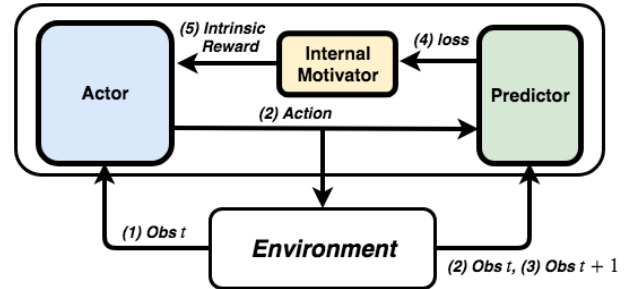 (5) Intrinsic
Reward
Internal
Motivator
(4) loss
Actor
Predictor
(2) Action
(1) Obs t
Environment
(2) Obs t, (3) Obs t + 1